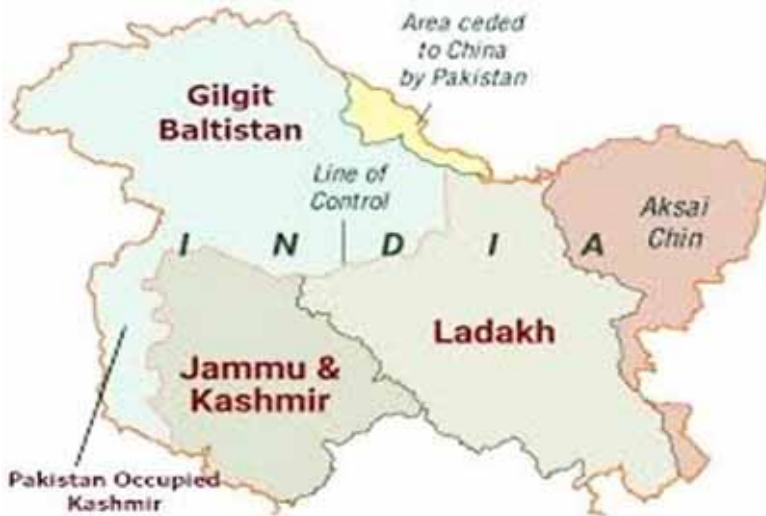 Area ceded
to China
by Pakistan
Gilgit
Baltistan
Line of
Control
Aksai
Chin
I N D I A
Ladakh
Jammu &
Kashmir
Pakistan Occupied
Kashmir